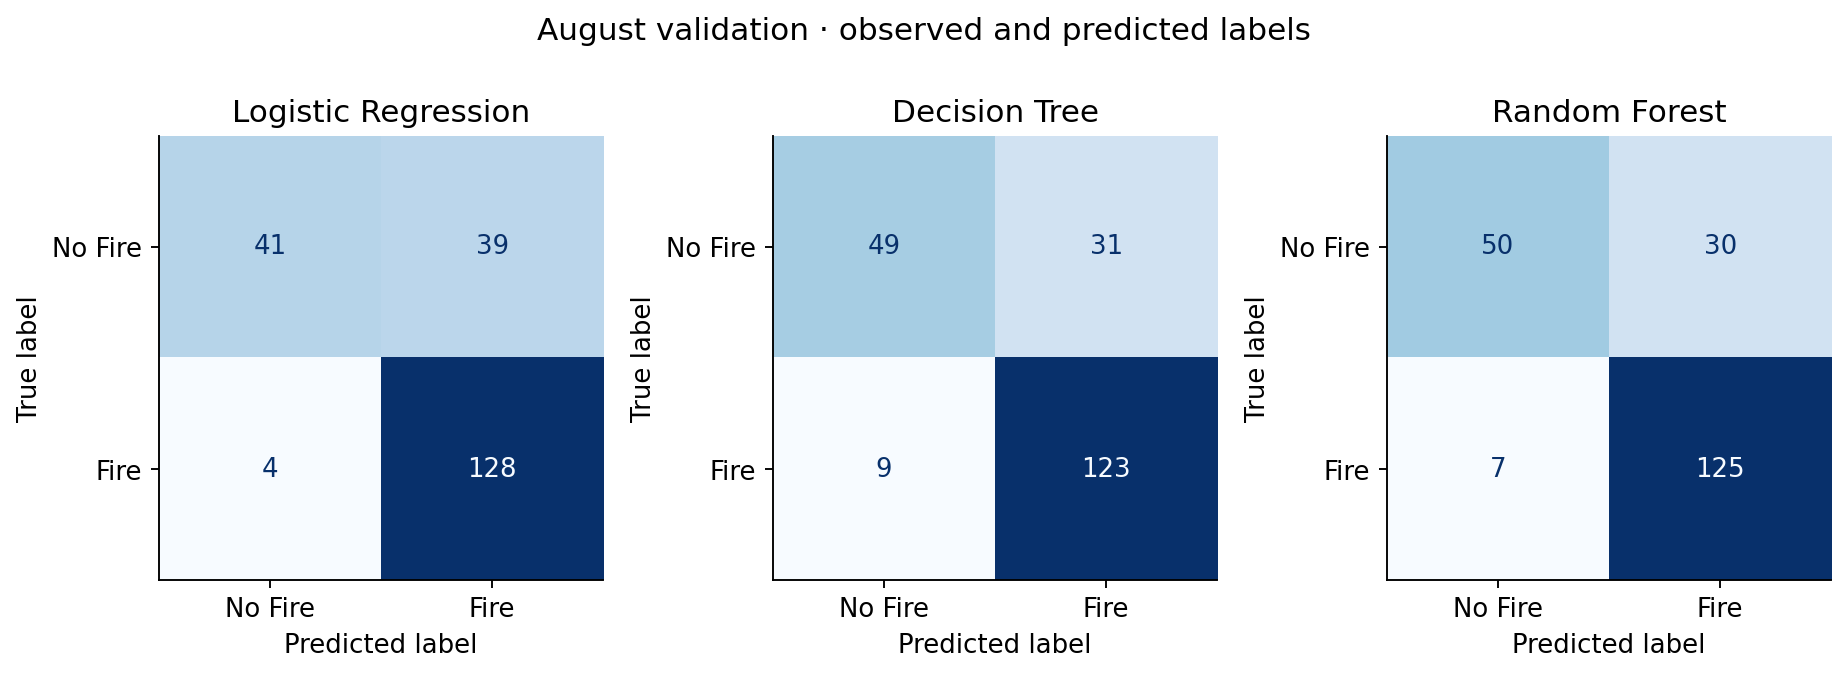 August validation · observed and predicted labels
Logistic Regression
True label
No Fire
41
39
Fire
4
128
No Fire
Fire
Predicted label
Decision Tree
True label
No Fire
49
31
Fire
9
123
No Fire
Fire
Predicted label
Random Forest
True label
No Fire
50
30
Fire
7
125
No Fire
Fire
Predicted label